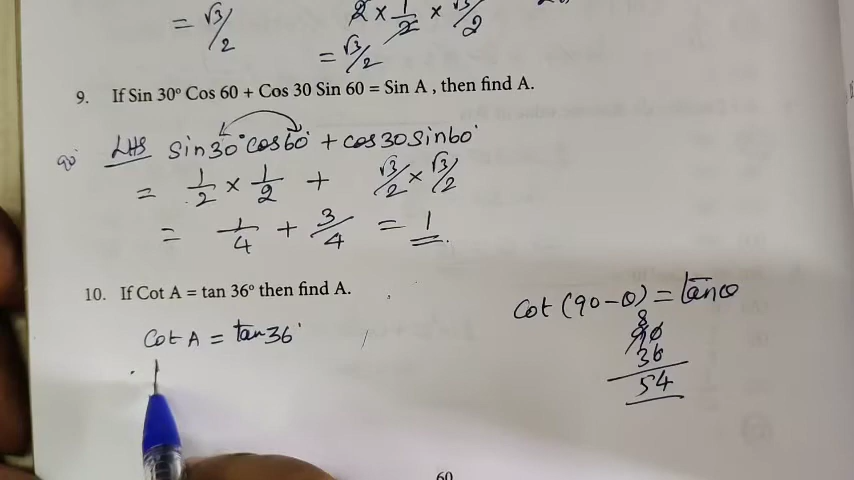 = √3/2
2 × 1/2 × √3/2
= √3/2
9. If Sin 30° Cos 60 + Cos 30 Sin 60 = Sin A , then find A.
LHS sin30° cos60° + cos30 sin60°
= 1/2 × 1/2 + √3/2 × √3/2
= 1/4 + 3/4 = 1
10. If Cot A = tan 36° then find A.
cot (90-θ) = tanθ
Cot A = tan 36°
8
90
36
54
60